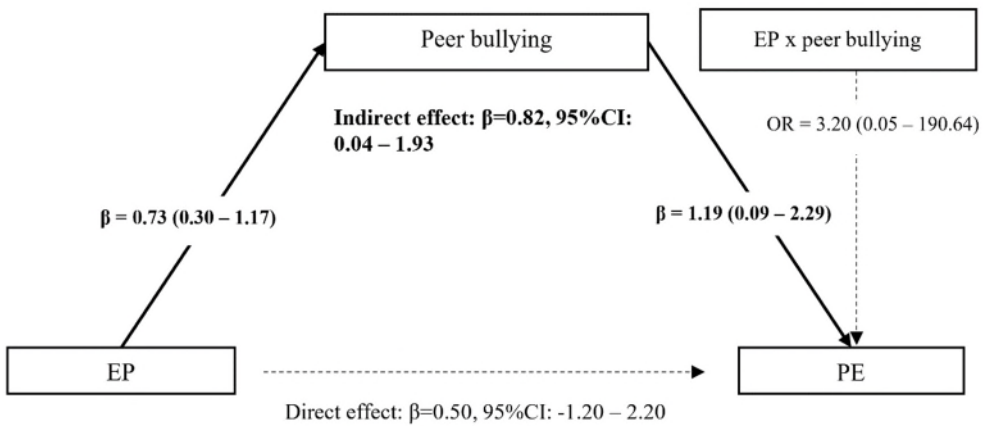 Peer bullying
EP x peer bullying
Indirect effect: β=0.82, 95%CI:
0.04 – 1.93
OR = 3.20 (0.05 – 190.64)
β = 0.73 (0.30 – 1.17)
β = 1.19 (0.09 – 2.29)
EP
PE
Direct effect: β=0.50, 95%CI: -1.20 – 2.20